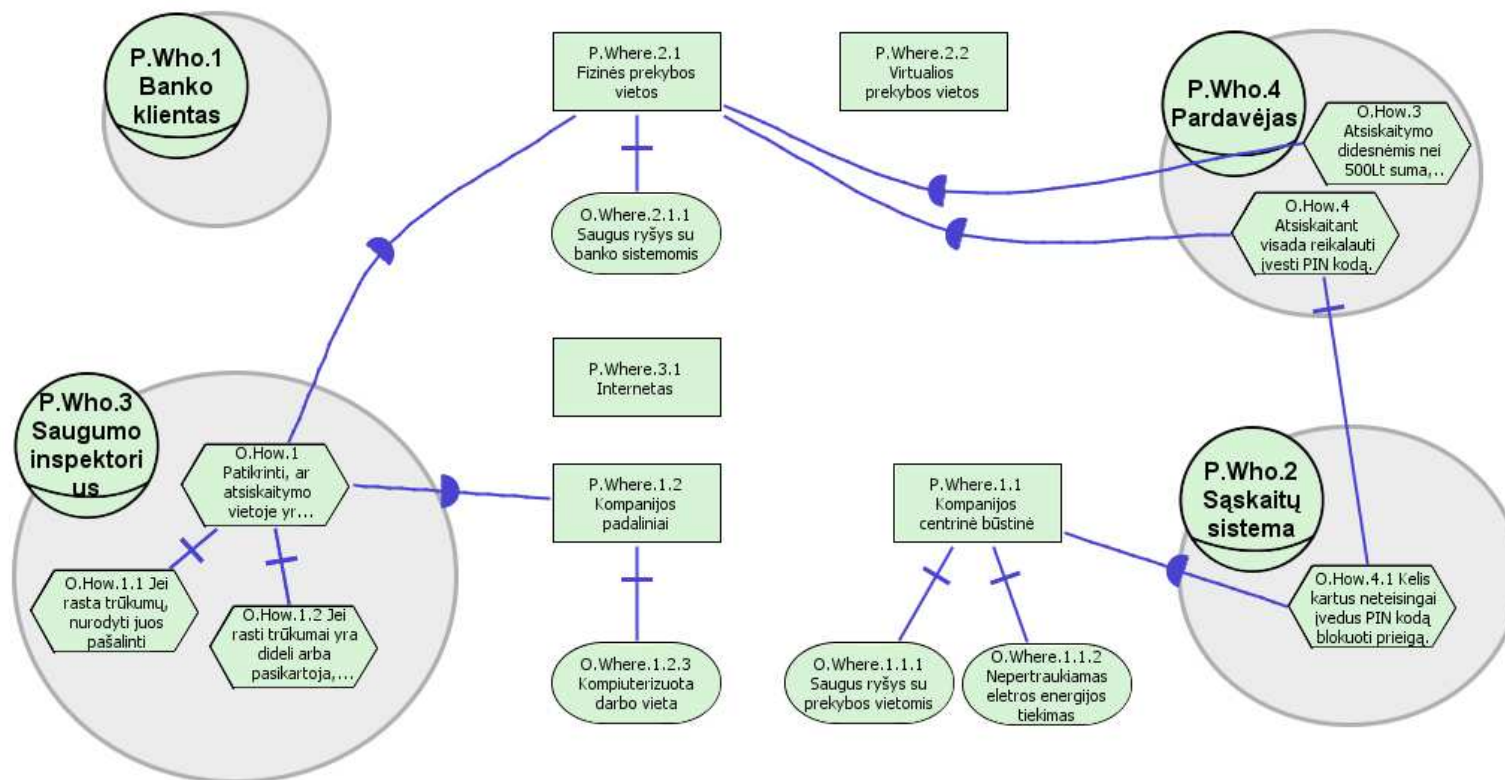 P.Who.1
Banko
klientas
P.Where.2.1
Fizinės prekybos
vietos
P.Where.2.2
Virtualios
prekybos vietos
P.Who.4
Pardavėjas
O.How.3
Atsiskaitymo
didesnėmis nei
500Lt suma,..
O.How.4
Atsiskaitant
visada reikalauti
įvesti PIN kodą.
O.Where.2.1.1
Saugus ryšys su
banko sistemomis
P.Where.3.1
Internetas
P.Who.3
Saugumo
inspektori
us
O.How.1
Patikrinti, ar
atsiskaitymo
vietoje yr...
P.Where.1.2
Kompanijos
padaliniai
P.Where.1.1
Kompanijos
centrinė būstinė
P.Who.2
Sąskaitų
sistema
O.How.1.1 Jei
rasta trūkumų,
nurodyti juos
pašalinti
O.How.1.2 Jei
rasti trūkumai yra
dideli arba
pasikartoja,...
O.How.4.1 Kelis
kartus neteisingai
įvedus PIN kodą
blokuoti prieigą.
O.Where.1.2.3
Kompiuterizuota
darbo vieta
O.Where.1.1.1
Saugus ryšys su
prekybos vietomis
O.Where.1.1.2
Nepertraukiamas
eletros energijos
tiekimas